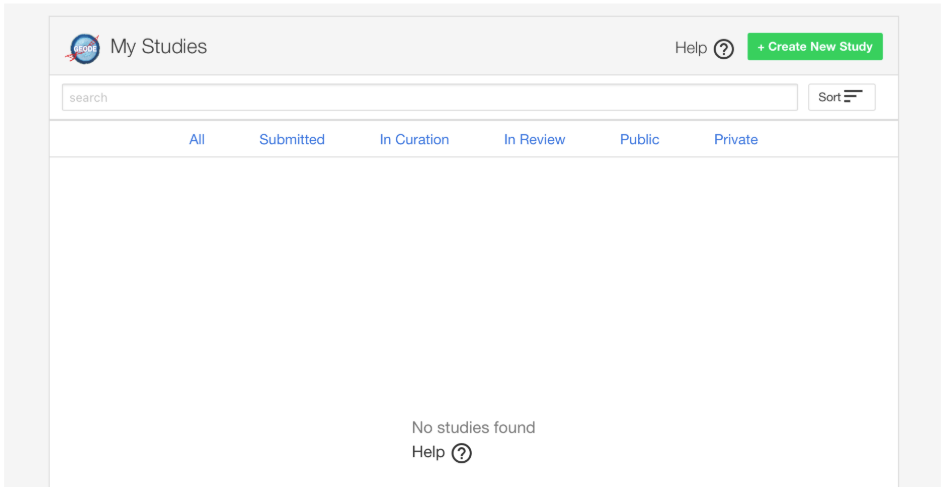 GEODE My Studies Help ? + Create New Study
search Sort
All Submitted In Curation In Review Public Private
No studies found
Help ?